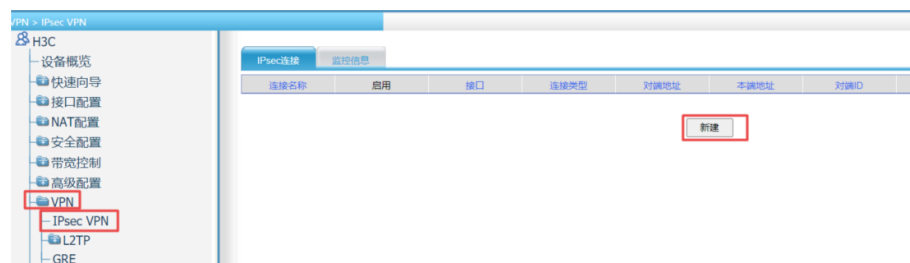 VPN > IPsec VPN
H3C
设备概览
快速向导
接口配置
NAT配置
安全配置
带宽控制
高级配置
VPN
IPsec VPN
L2TP
GRE
IPsec连接 监控信息
连接名称 启用 接口 连接类型 对端地址 本端地址 对端ID
新建